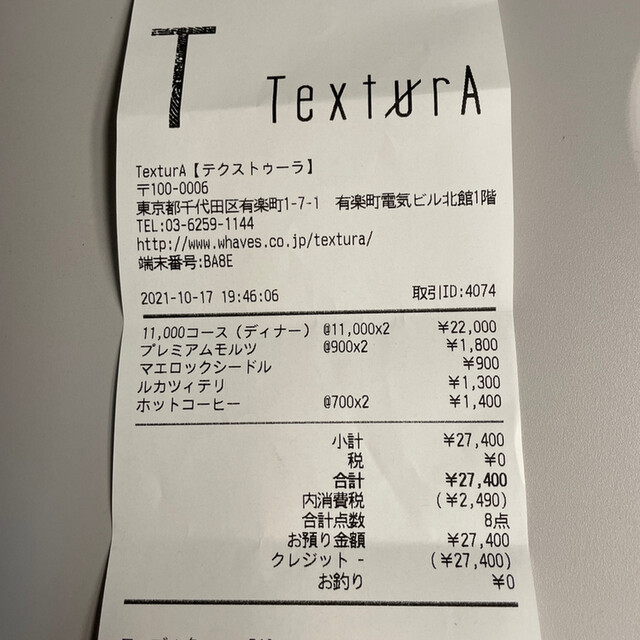 T TexturA
TexturA【テクストゥーラ】
〒100-0006
東京都千代田区有楽町1-7-1 有楽町電気ビル北館1階
TEL:03-6259-1144
http://www.whaves.co.jp/textura/
端末番号:BA8E
2021-10-17 19:46:06 取引ID:4074
11,000コース（ディナー） @11,000x2 ¥22,000
プレミアムモルツ @900x2 ¥1,800
マエロックシードル ¥900
ルカツィテリ ¥1,300
ホットコーヒー @700x2 ¥1,400
小計 ¥27,400
税 ¥0
合計 ¥27,400
内消費税 (¥2,490)
合計点数 8点
お預り金額 ¥27,400
クレジット - (¥27,400)
お釣り ¥0